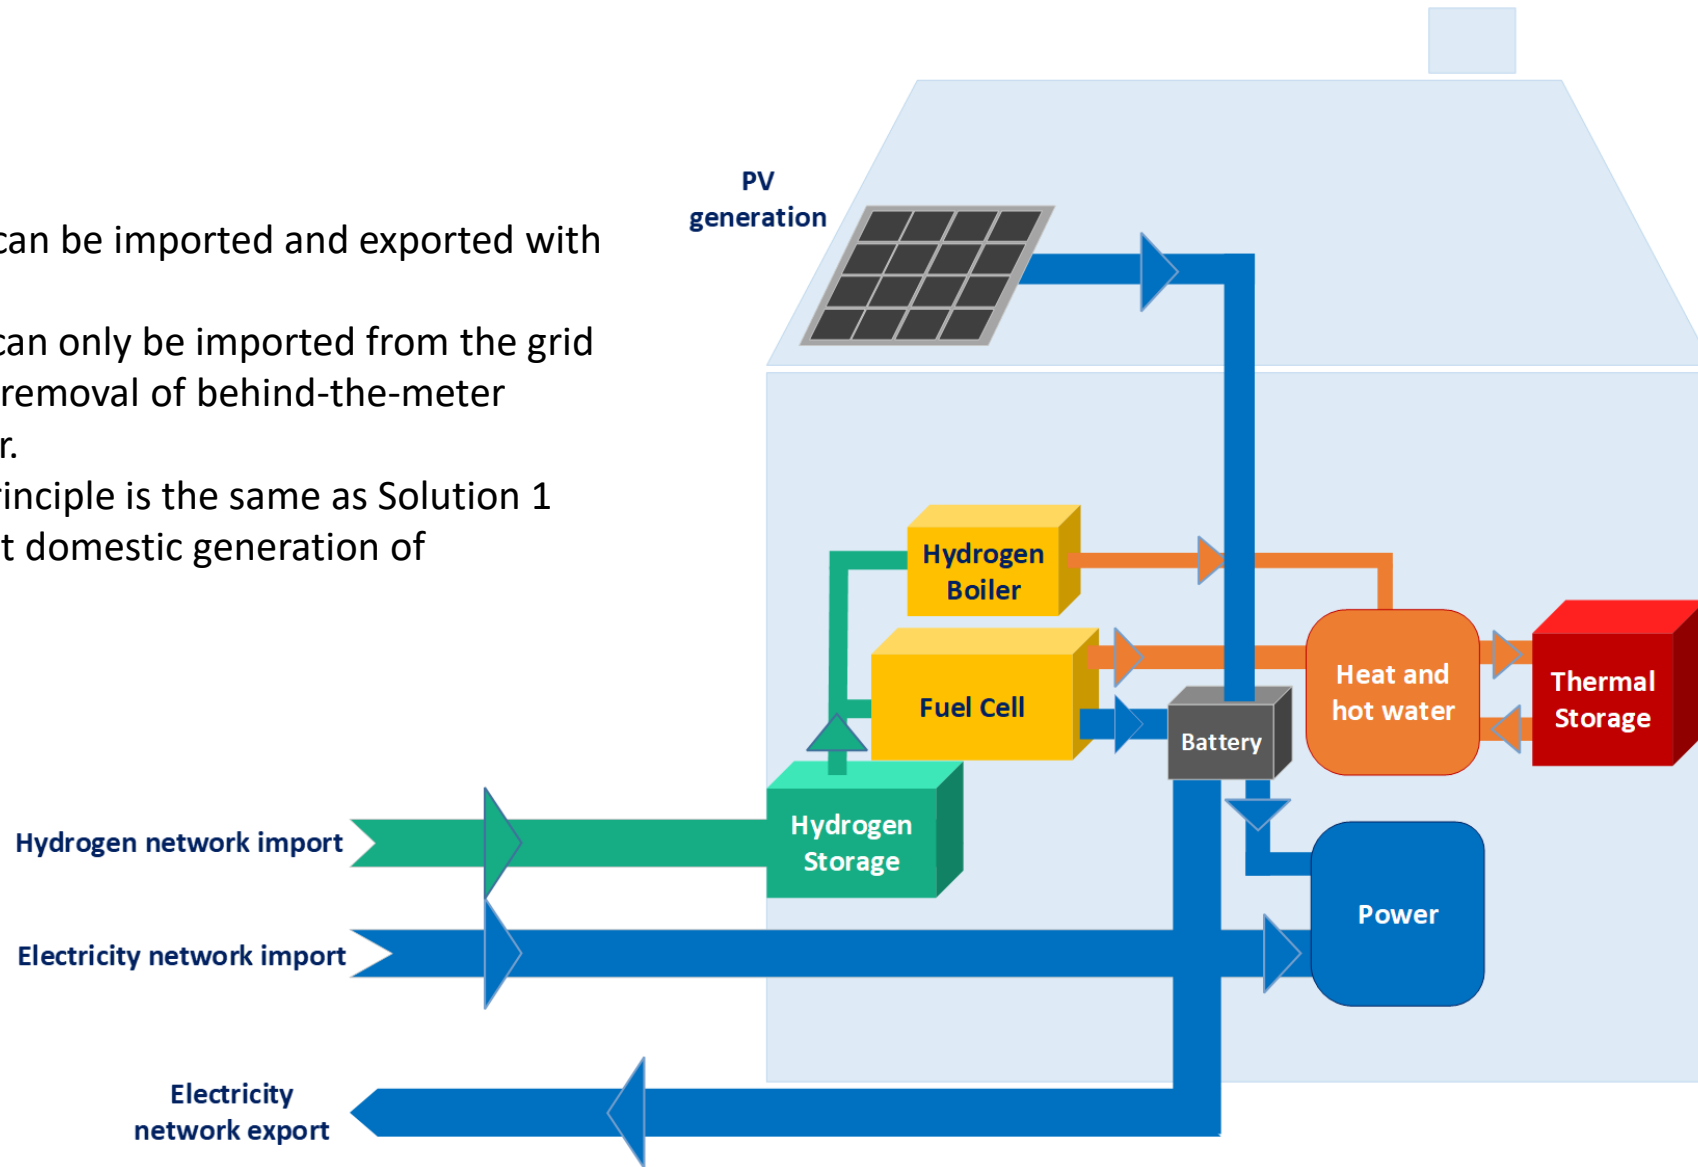 can be imported and exported with
can only be imported from the grid
removal of behind-the-meter
r.
rinciple is the same as Solution 1
t domestic generation of
PV
generation
Hydrogen
Boiler
Fuel Cell
Heat and
hot water
Thermal
Storage
Battery
Hydrogen
Storage
Hydrogen network import
Power
Electricity network import
Electricity
network export